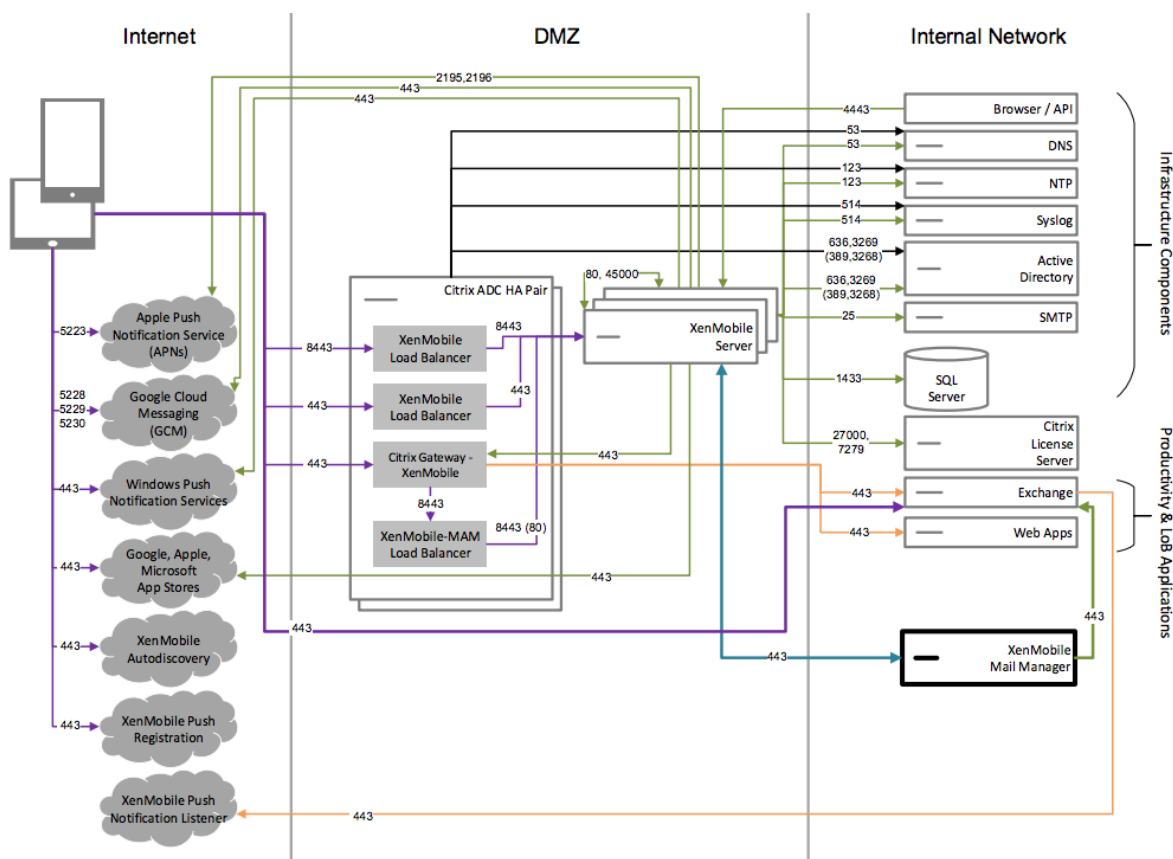 Internet
DMZ
Internal Network
2195,2196
443
443
4443
Browser / API
53
53
DNS
123
123
NTP
514
514
Syslog
636,3269
(389,3268)
Active
Directory
636,3269
(389,3268)
25
SMTP
1433
SQL
Server
27000,
7279
Citrix
License
Server
443
Exchange
443
Web Apps
443
XenMobile
Mail Manager
Infrastructure Components
Productivity & LoB Applications
80, 45000
Citrix ADC HA Pair
XenMobile
Server
8443
XenMobile
Load Balancer
8443
443
XenMobile
Load Balancer
443
443
Citrix Gateway -
XenMobile
443
8443
XenMobile-MAM
Load Balancer
8443 (80)
443
443
443
5223
Apple Push
Notification Service
(APNs)
5228
5229
5230
Google Cloud
Messaging
(GCM)
443
Windows Push
Notification Services
443
Google, Apple,
Microsoft
App Stores
443
XenMobile
Autodiscovery
443
XenMobile Push
Registration
XenMobile Push
Notification Listener
443